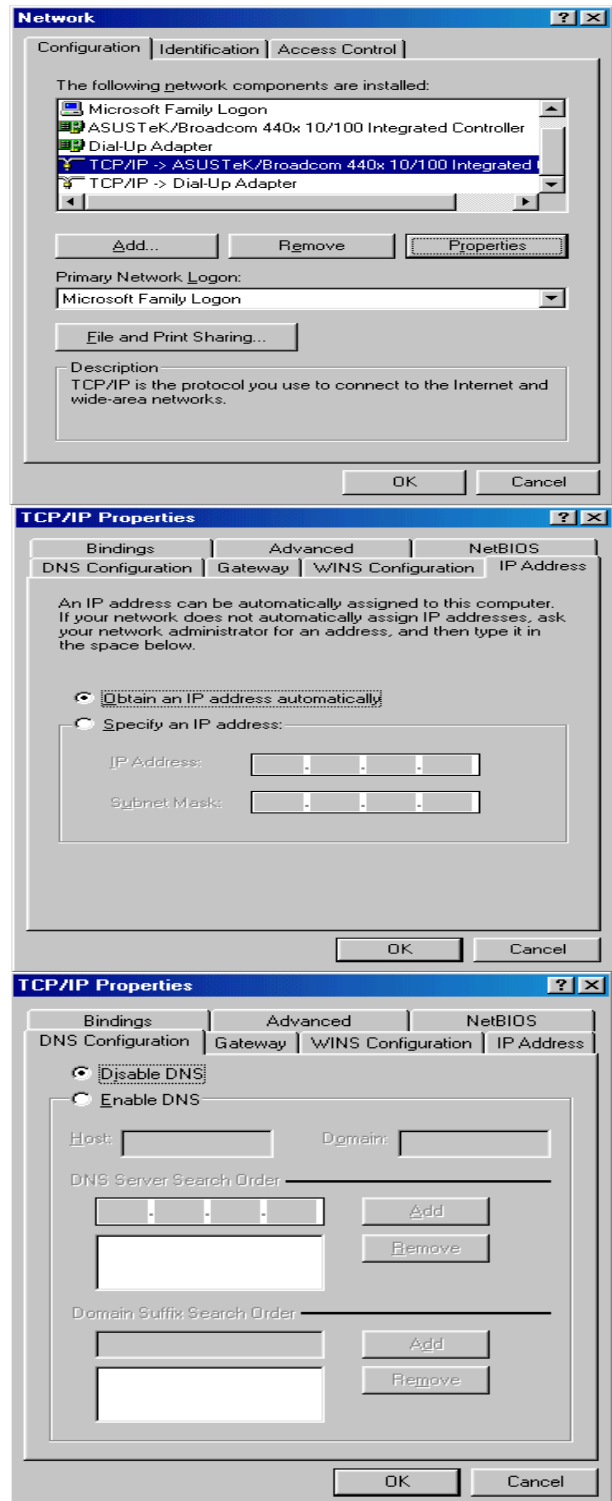 Network
Configuration Identification Access Control
The following network components are installed:
Microsoft Family Logon
ASUSTeK/Broadcom 440x 10/100 Integrated Controller
Dial-Up Adapter
TCP/IP -> ASUSTeK/Broadcom 440x 10/100 Integrated
TCP/IP -> Dial-Up Adapter
Add... Remove Properties
Primary Network Logon:
Microsoft Family Logon
File and Print Sharing...
Description
TCP/IP is the protocol you use to connect to the Internet and
wide-area networks.
OK Cancel
TCP/IP Properties
Bindings Advanced NetBIOS
DNS Configuration Gateway WINS Configuration IP Address
An IP address can be automatically assigned to this computer.
If your network does not automatically assign IP addresses, ask
your network administrator for an address, and then type it in
the space below.
Obtain an IP address automatically
Specify an IP address:
IP Address:
Subnet Mask:
OK Cancel
TCP/IP Properties
Bindings Advanced NetBIOS
DNS Configuration Gateway WINS Configuration IP Address
Disable DNS
Enable DNS
Host: Domain:
DNS Server Search Order
Add
Remove
Domain Suffix Search Order
Add
Remove
OK Cancel